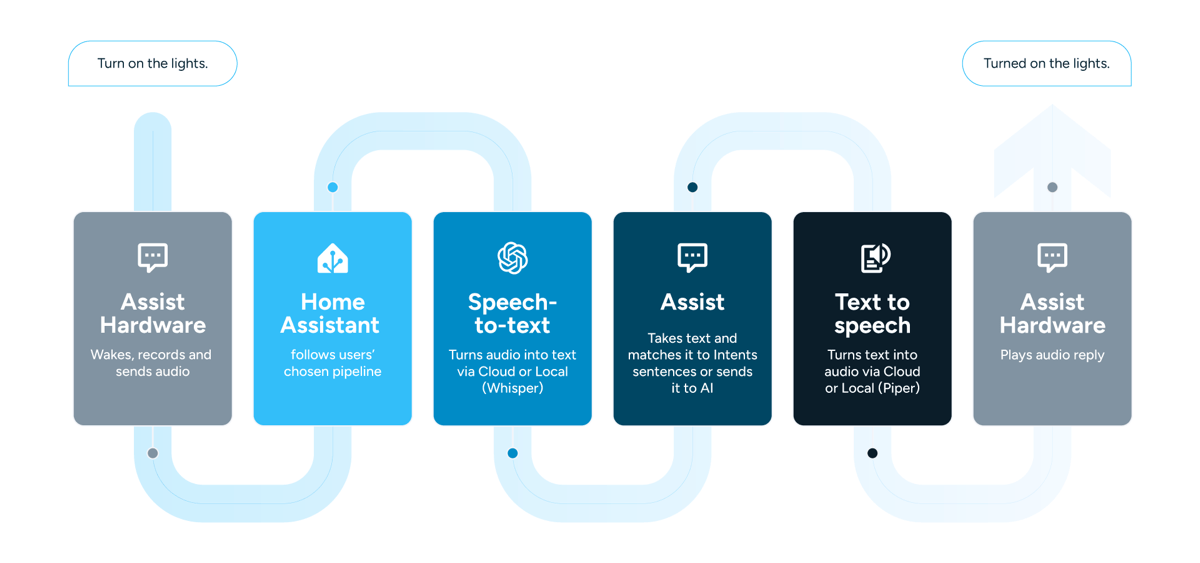 Turn on the lights.
Turned on the lights.
Assist
Hardware
Wakes, records and
sends audio
Home
Assistant
follows users’
chosen pipeline
Speech-
to-text
Turns audio into text
via Cloud or Local
(Whisper)
Assist
Takes text and
matches it to Intents
sentences or sends
it to AI
Text to
speech
Turns text into
audio via Cloud
or Local (Piper)
Assist
Hardware
Plays audio reply